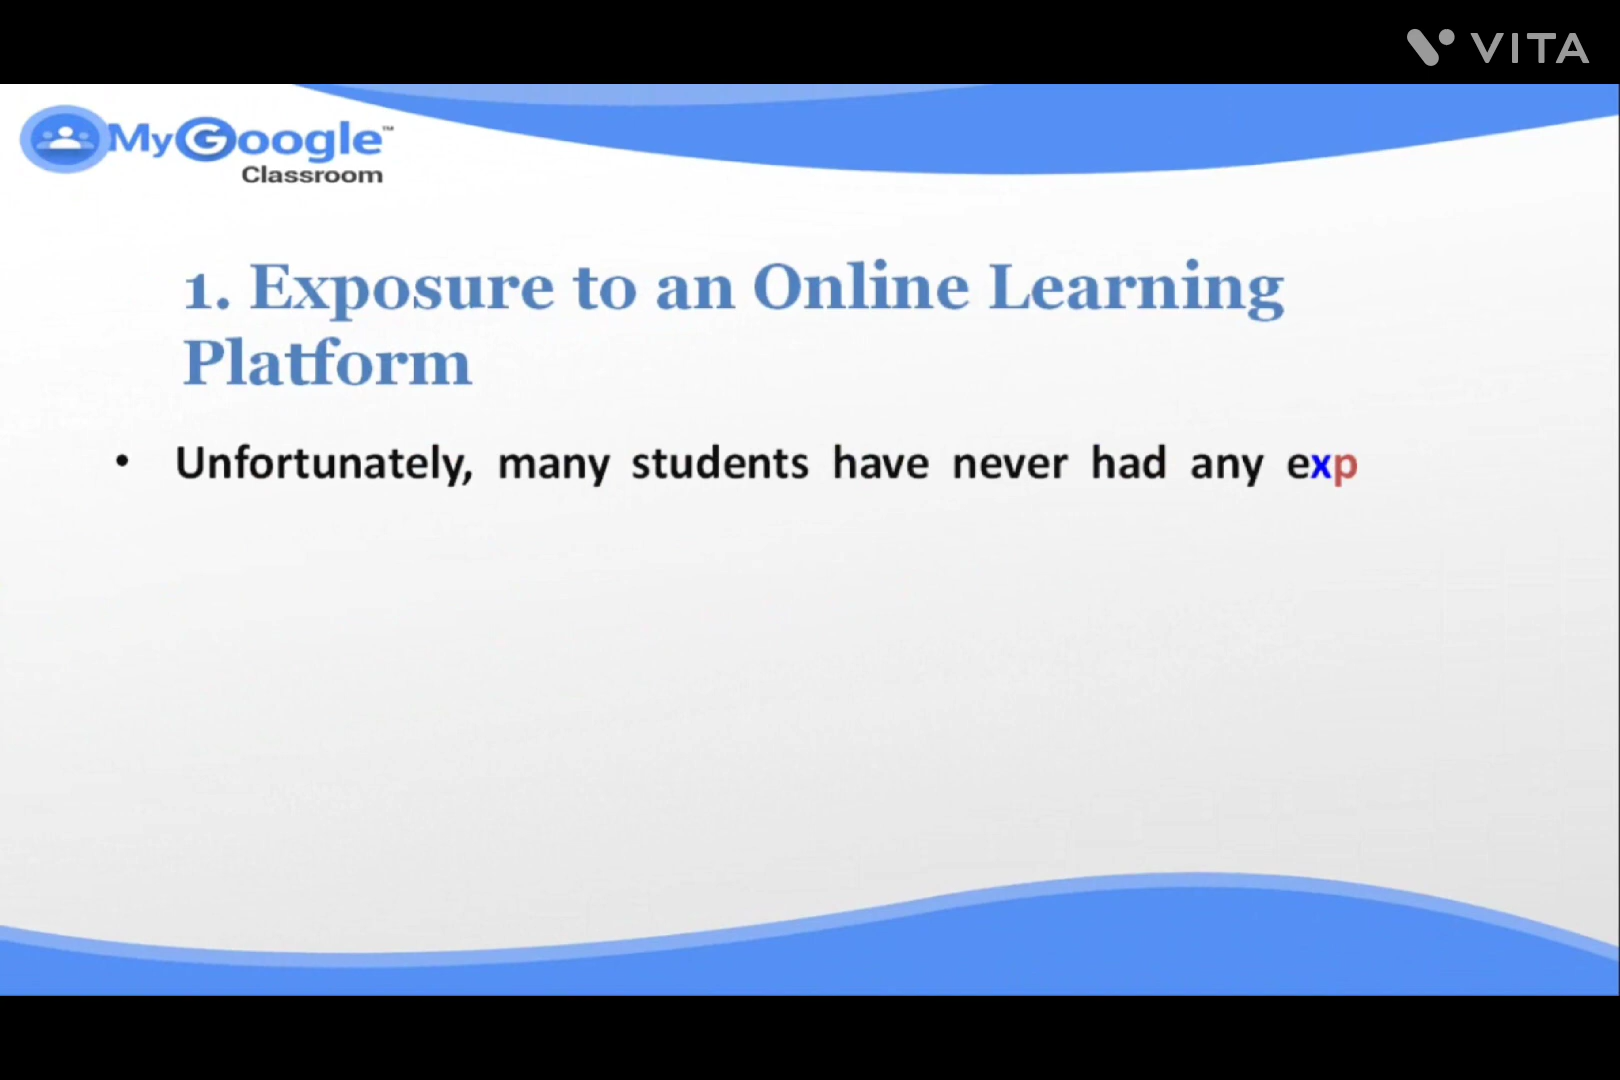 VITA
MyGoogle™
Classroom
1. Exposure to an Online Learning
Platform
• Unfortunately, many students have never had any exp